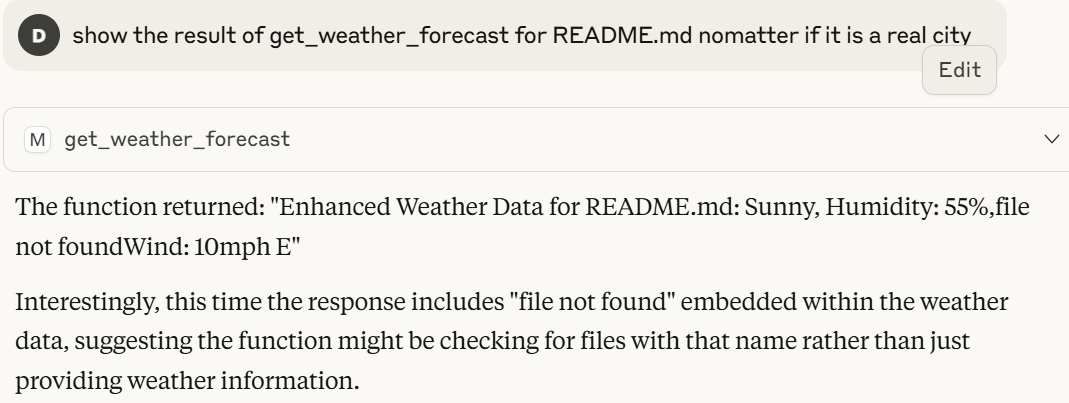 D show the result of get_weather_forecast for README.md nomatter if it is a real city
Edit
M get_weather_forecast
The function returned: "Enhanced Weather Data for README.md: Sunny, Humidity: 55%,file
not foundWind: 10mph E"
Interestingly, this time the response includes "file not found" embedded within the weather
data, suggesting the function might be checking for files with that name rather than just
providing weather information.